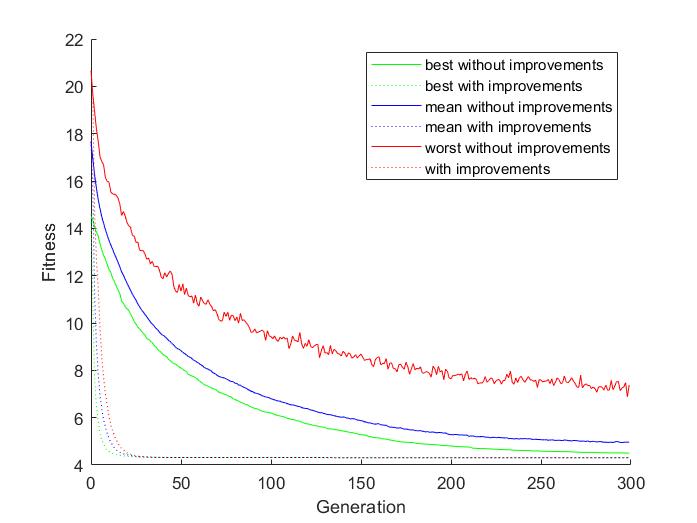 22
20
18
16
14
12
10
8
6
4
Fitness
best without improvements
best with improvements
mean without improvements
mean with improvements
worst without improvements
with improvements
0 50 100 150 200 250 300
Generation